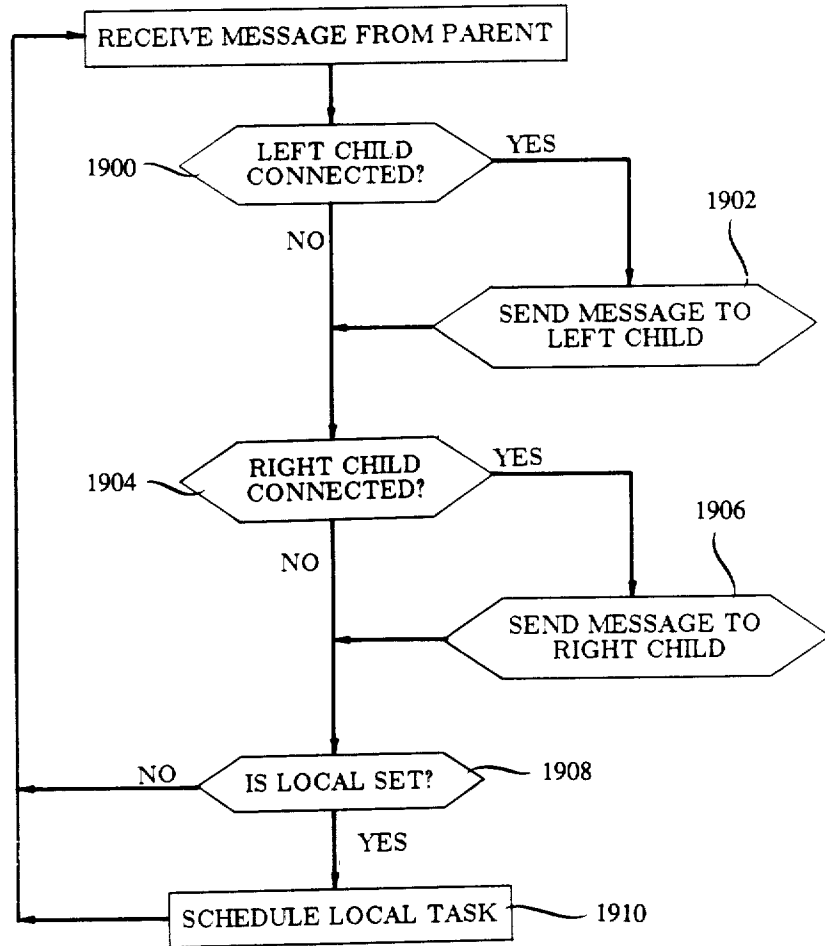 RECEIVE MESSAGE FROM PARENT
LEFT CHILD
CONNECTED?
1900
YES
NO
1902
SEND MESSAGE TO
LEFT CHILD
RIGHT CHILD
CONNECTED?
1904
YES
NO
1906
SEND MESSAGE TO
RIGHT CHILD
IS LOCAL SET?
1908
NO
YES
SCHEDULE LOCAL TASK
1910